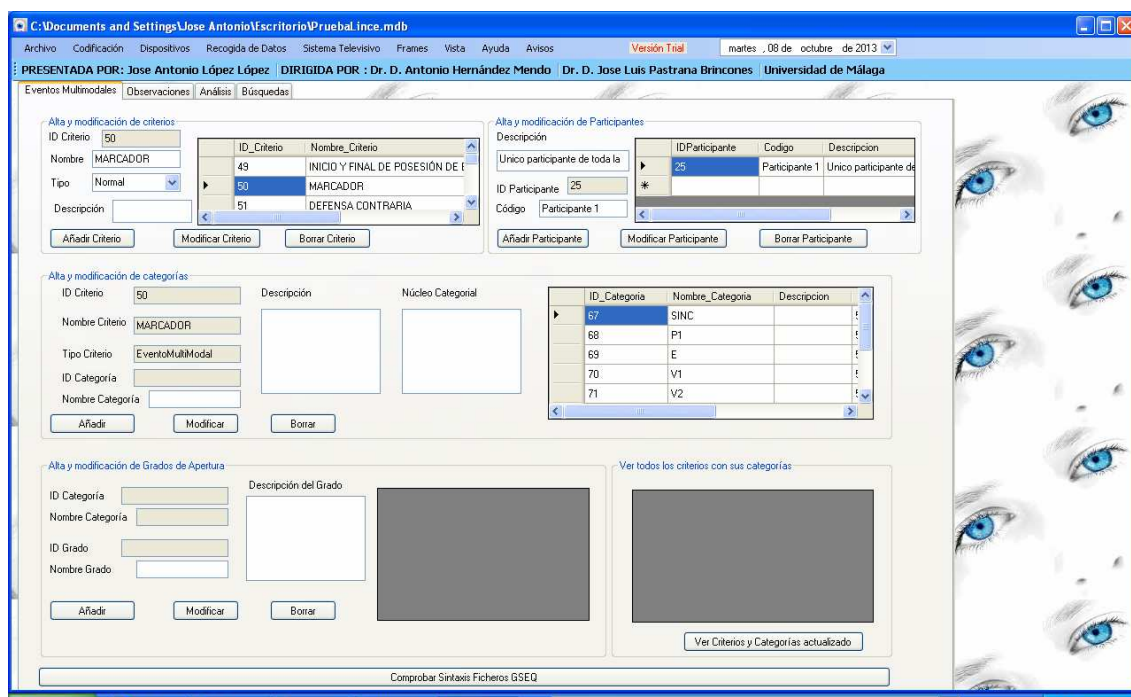 C:\Documents and Settings\Jose Antonio\Escritorio\PruebaLince.mdb
Archivo Codificación Dispositivos Recogida de Datos Sistema Televisivo Frames Vista Ayuda Avisos Versión Trial martes , 08 de octubre de 2013
PRESENTADA POR: Jose Antonio López López DIRIGIDA POR : Dr. D. Antonio Hernández Mendo Dr. D. Jose Luis Pastrana Brincones Universidad de Málaga
Eventos Multimodales Observaciones Análisis Búsquedas
Alta y modificación de criterios
ID Criterio 50
Nombre MARCADOR
Tipo Normal
Descripción
ID_Criterio Nombre_Criterio
49 INICIO Y FINAL DE POSESIÓN DE
50 MARCADOR
51 DEFENSA CONTRARIA
Añadir Criterio Modificar Criterio Borrar Criterio
Alta y modificación de Participantes
Descripción
Unico participante de toda la
ID Participante 25
Código Participante 1
IDParticipante Codigo Descripcion
25 Participante 1 Unico participante de
*
Añadir Participante Modificar Participante Borrar Participante
Alta y modificación de categorías
ID Criterio 50
Nombre Criterio MARCADOR
Tipo Criterio EventoMultiModal
ID Categoría
Nombre Categoría
Descripción Núcleo Categorial
ID_Categoria Nombre_Categoria Descripcion
67 SINC
68 P1
69 E
70 V1
71 V2
Añadir Modificar Borrar
Alta y modificación de Grados de Apertura
ID Categoría
Nombre Categoría
ID Grado
Nombre Grado
Descripción del Grado
Añadir Modificar Borrar
Ver todos los criterios con sus categorías
Ver Criterios y Categorías actualizado
Comprobar Sintaxis Ficheros GSEQ